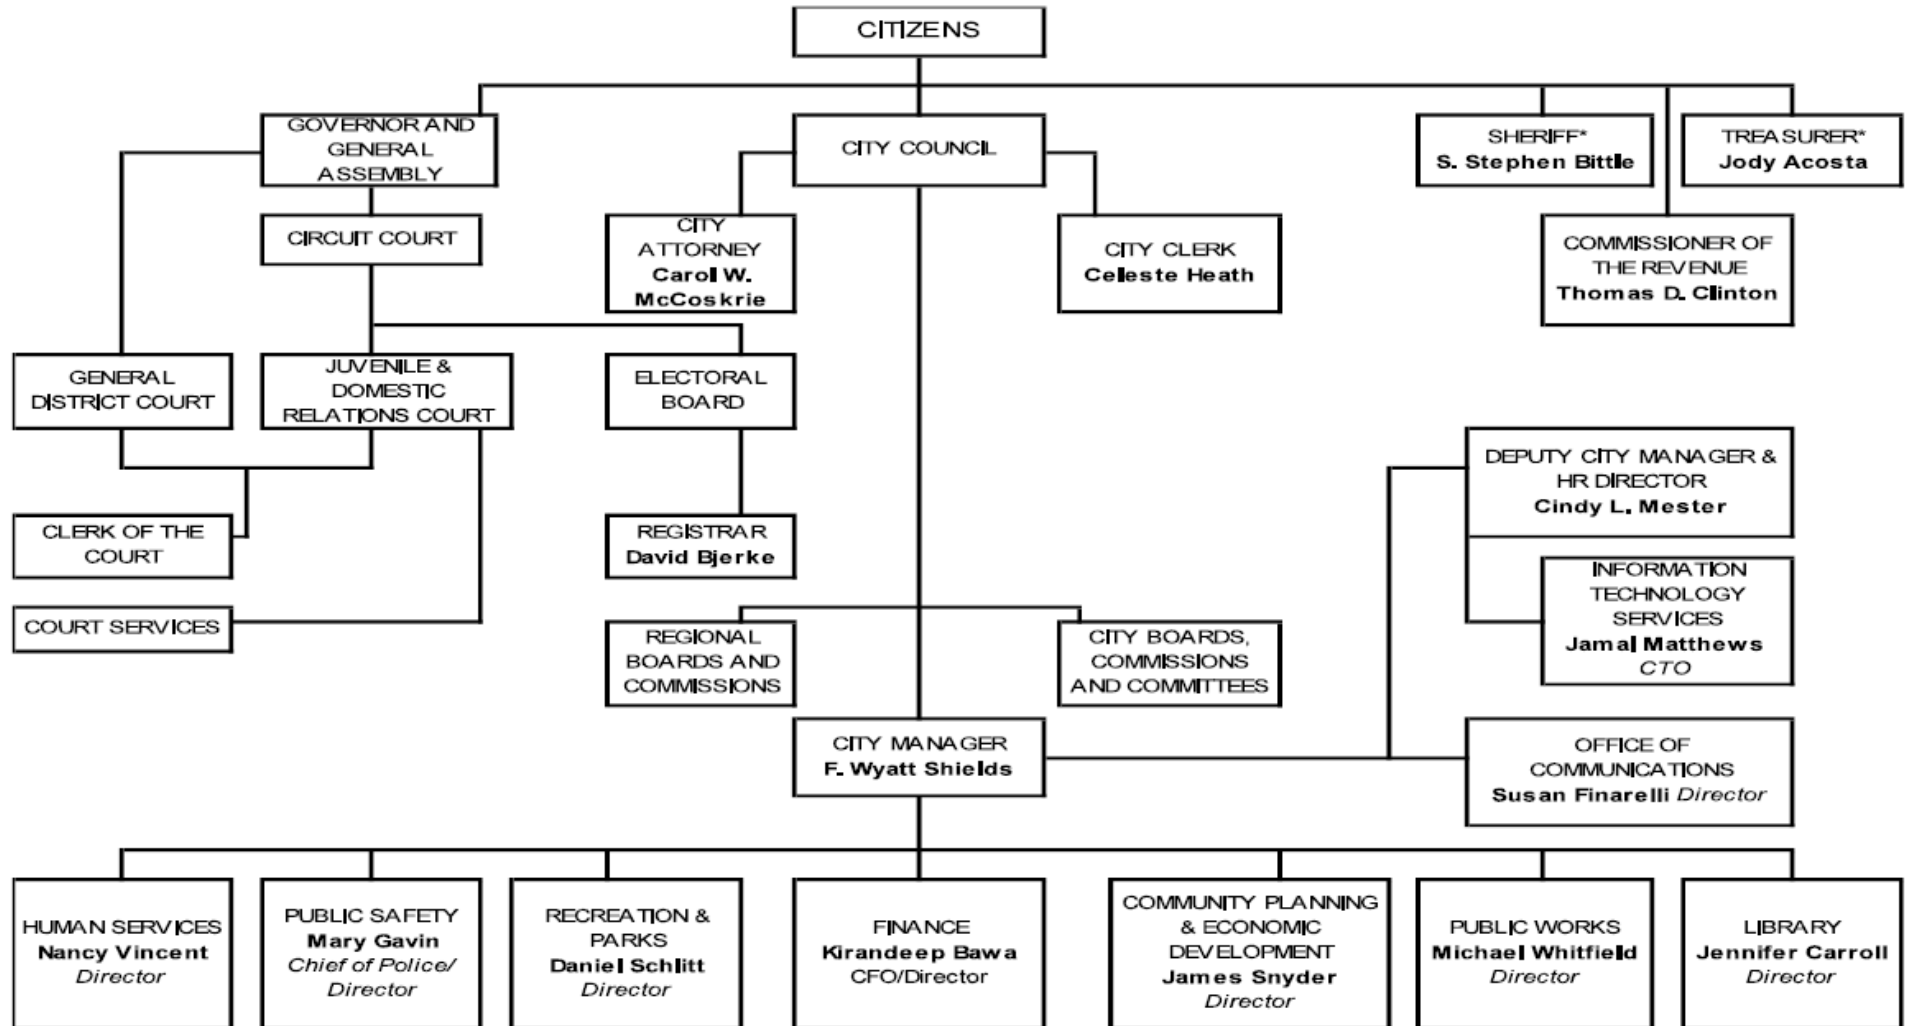 CITIZENS
GOVERNOR AND
GENERAL
ASSEMBLY
CITY COUNCIL
SHERIFF*
S. Stephen Bittle
TREASURER*
Jody Acosta
CIRCUIT COURT
CITY
ATTORNEY
Carol W.
McCoskrie
CITY CLERK
Celeste Heath
COMMISSIONER OF
THE REVENUE
Thomas D. Clinton
GENERAL
DISTRICT COURT
JUVENILE &
DOMESTIC
RELATIONS COURT
ELECTORAL
BOARD
DEPUTY CITY MANAGER &
HR DIRECTOR
Cindy L. Mester
CLERK OF THE
COURT
REGISTRAR
David Bjerke
INFORMATION
TECHNOLOGY
SERVICES
Jamal Matthews
CTO
COURT SERVICES
REGIONAL
BOARDS AND
COMMISSIONS
CITY BOARDS,
COMMISSIONS
AND COMMITTEES
CITY MANAGER
F. Wyatt Shields
OFFICE OF
COMMUNICATIONS
Susan Finarelli Director
HUMAN SERVICES
Nancy Vincent
Director
PUBLIC SAFETY
Mary Gavin
Chief of Police/
Director
RECREATION &
PARKS
Daniel Schlitt
Director
FINANCE
Kirandeep Bawa
CFO/Director
COMMUNITY PLANNING
& ECONOMIC
DEVELOPMENT
James Snyder
Director
PUBLIC WORKS
Michael Whitfield
Director
LIBRARY
Jennifer Carroll
Director